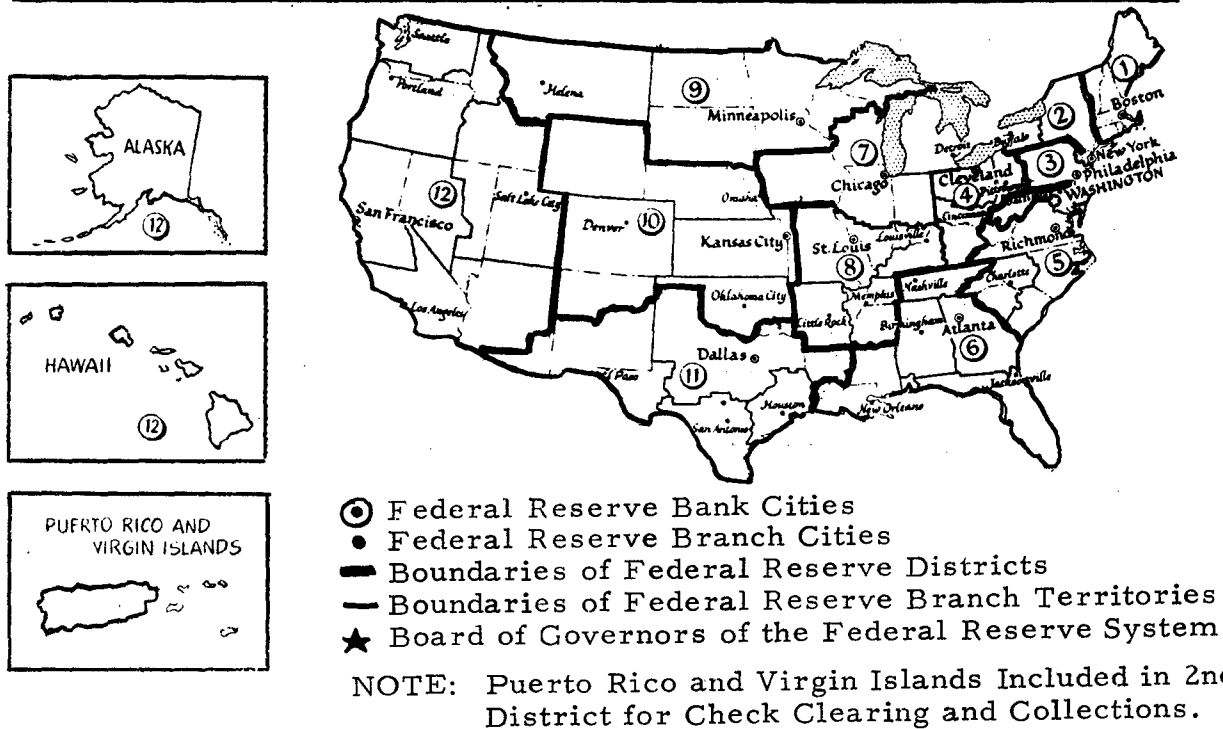 ALASKA
12
HAWAII
12
PUERTO RICO AND
VIRGIN ISLANDS
Seattle
Portland
Helena
9
Minneapolis
1
Boston
2
Buffalo
Detroit
7
Chicago
3
New York
Philadelphia
WASHINGTON
Cleveland
4
Cincinnati
12
Salt Lake City
San Francisco
Los Angeles
Omaha
Denver
10
Kansas City
Oklahoma City
St. Louis
8
Louisville
Richmond
5
Charlotte
Memphis
Nashville
Little Rock
Birmingham
Atlanta
6
Jacksonville
Dallas
11
El Paso
Houston
San Antonio
New Orleans
Federal Reserve Bank Cities
Federal Reserve Branch Cities
Boundaries of Federal Reserve Districts
Boundaries of Federal Reserve Branch Territories
Board of Governors of the Federal Reserve System
NOTE: Puerto Rico and Virgin Islands Included in 2nd
District for Check Clearing and Collections.